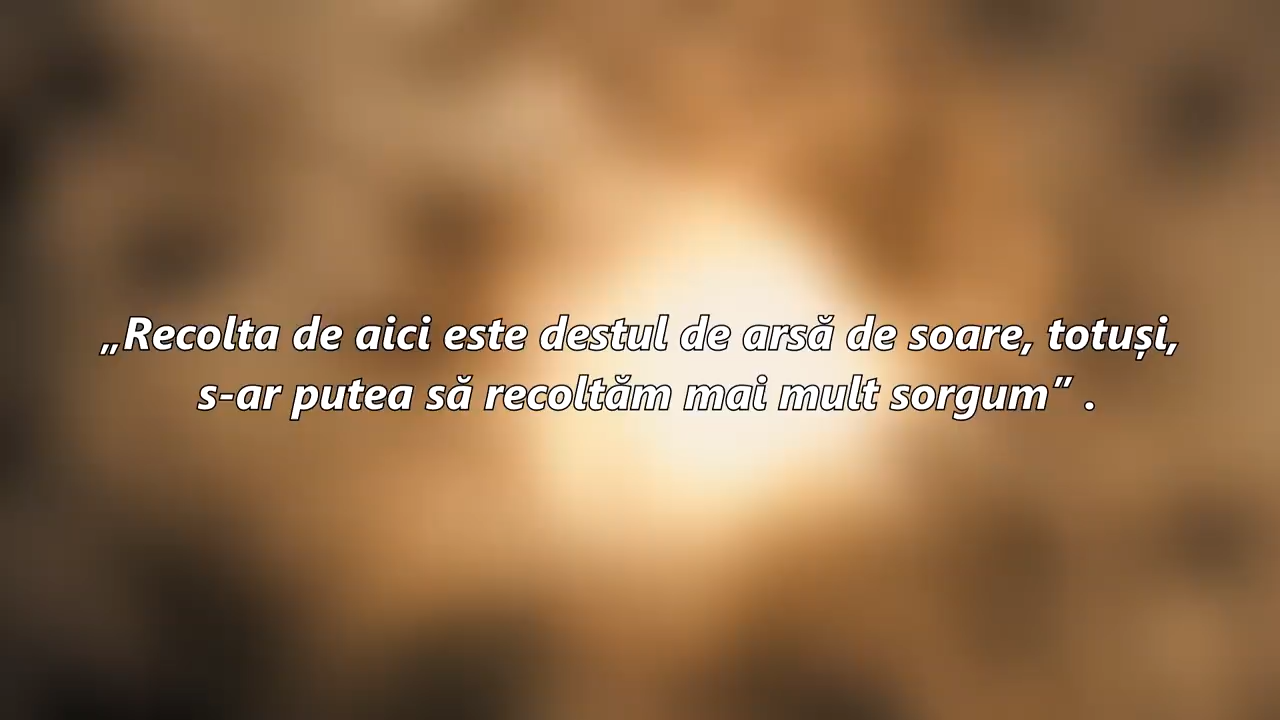 „Recolta de aici este destul de arsă de soare, totuși,
s-ar putea să recoltăm mai mult sorgum” .